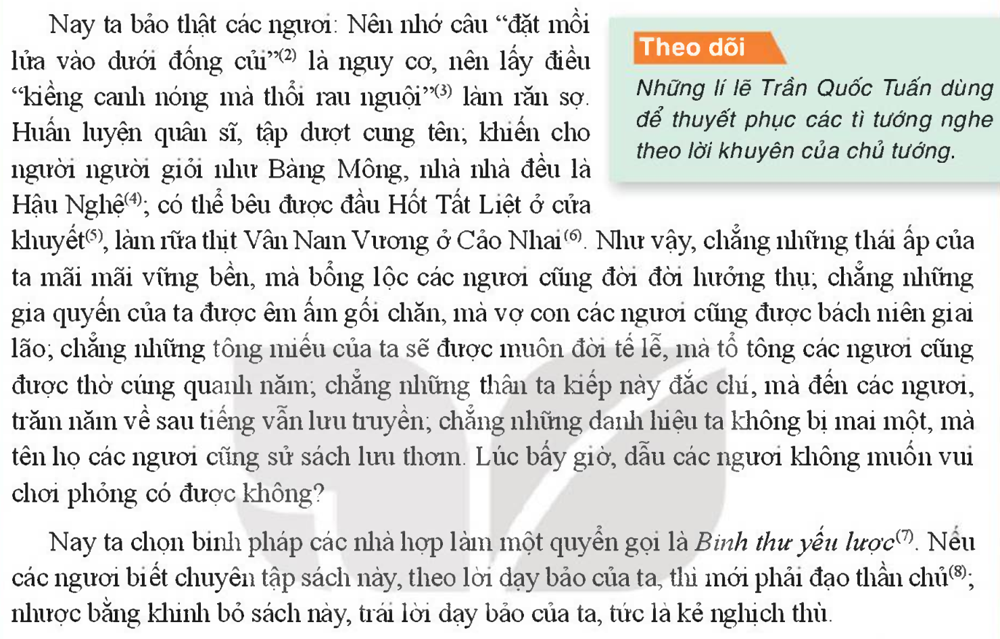 Nay ta bảo thật các ngươi: Nên nhớ câu “đặt mồi
lửa vào dưới đống củi”(2) là nguy cơ, nên lấy điều
“kiềng canh nóng mà thổi rau nguội”(3) làm răn sợ.
Huấn luyện quân sĩ, tập dượt cung tên; khiến cho
người người giỏi như Bàng Mông, nhà nhà đều là
Hậu Nghệ(4); có thể bêu được đầu Hốt Tất Liệt ở cửa
khuyết(5), làm rữa thịt Vân Nam Vương ở Cảo Nhai(6). Như vậy, chẳng những thái ấp của
ta mãi mãi vững bền, mà bổng lộc các ngươi cũng đời đời hưởng thụ; chẳng những
gia quyến của ta được êm ấm gối chăn, mà vợ con các ngươi cũng được bách niên giai
lão; chẳng những tông miếu của ta sẽ được muôn đời tế lễ, mà tổ tông các ngươi cũng
được thờ cúng quanh năm; chẳng những thân ta kiếp này đắc chí, mà đến các ngươi,
trăm năm về sau tiếng vẫn lưu truyền; chẳng những danh hiệu ta không bị mai một, mà
tên họ các ngươi cũng sử sách lưu thơm. Lúc bấy giờ, dẫu các ngươi không muốn vui
chơi phỏng có được không?
Nay ta chọn binh pháp các nhà hợp làm một quyển gọi là Binh thư yếu lược(7). Nếu
các ngươi biết chuyên tập sách này, theo lời dạy bảo của ta, thì mới phải đạo thần chủ(8);
nhược bằng khinh bỏ sách này, trái lời dạy bảo của ta, tức là kẻ nghịch thù.
Theo dõi
Những lí lẽ Trần Quốc Tuấn dùng
để thuyết phục các tì tướng nghe
theo lời khuyên của chủ tướng.